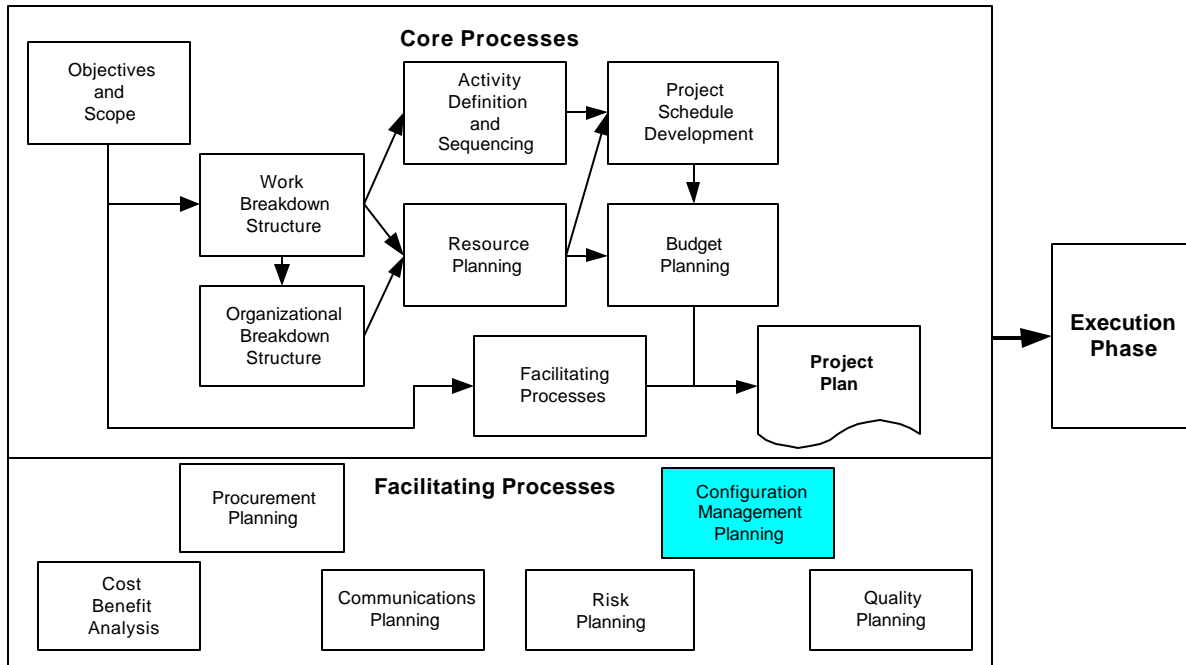 Core Processes
Objectives
and
Scope
Activity
Definition
and
Sequencing
Project
Schedule
Development
Work
Breakdown
Structure
Resource
Planning
Budget
Planning
Organizational
Breakdown
Structure
Execution
Phase
Facilitating
Processes
Project
Plan
Facilitating Processes
Procurement
Planning
Configuration
Management
Planning
Cost
Benefit
Analysis
Communications
Planning
Risk
Planning
Quality
Planning